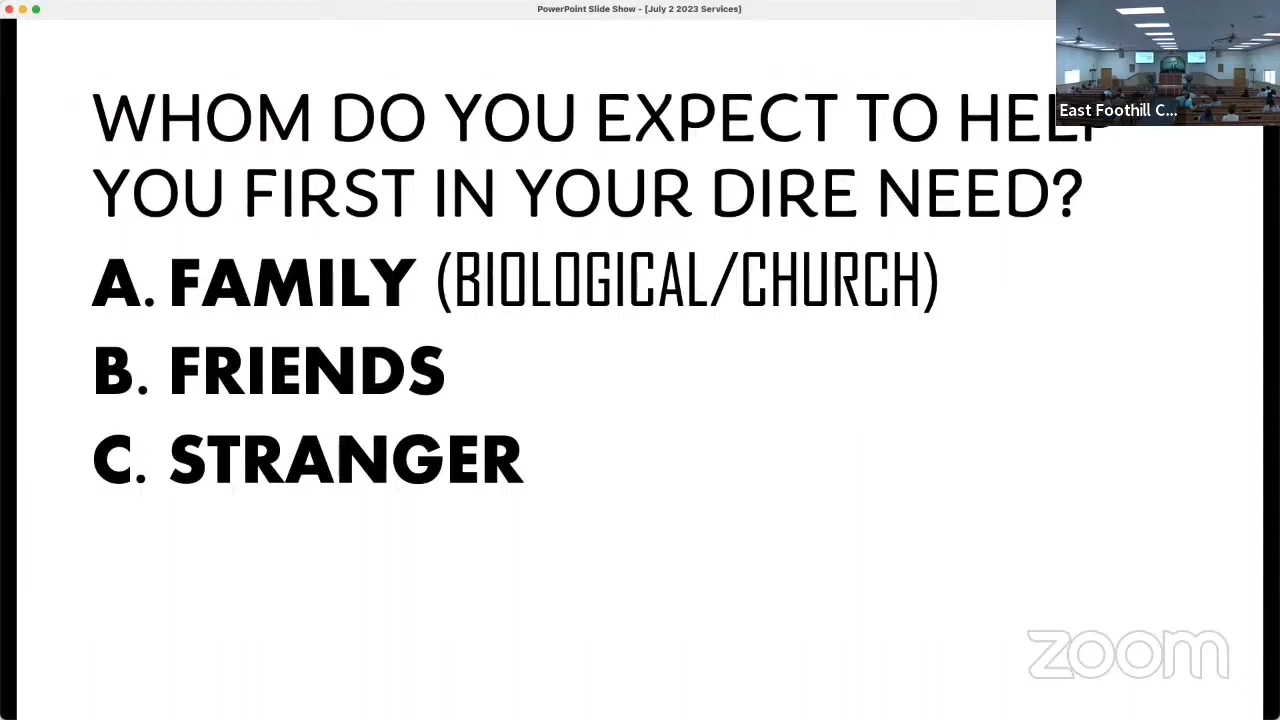 PowerPoint Slide Show - [July 2 2023 Services]
East Foothill C...
WHOM DO YOU EXPECT TO HELP
YOU FIRST IN YOUR DIRE NEED?
A. FAMILY (BIOLOGICAL/CHURCH)
B. FRIENDS
C. STRANGER
zoom